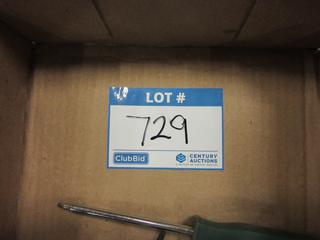 LOT #
729
ClubBid
CENTURY
AUCTIONS